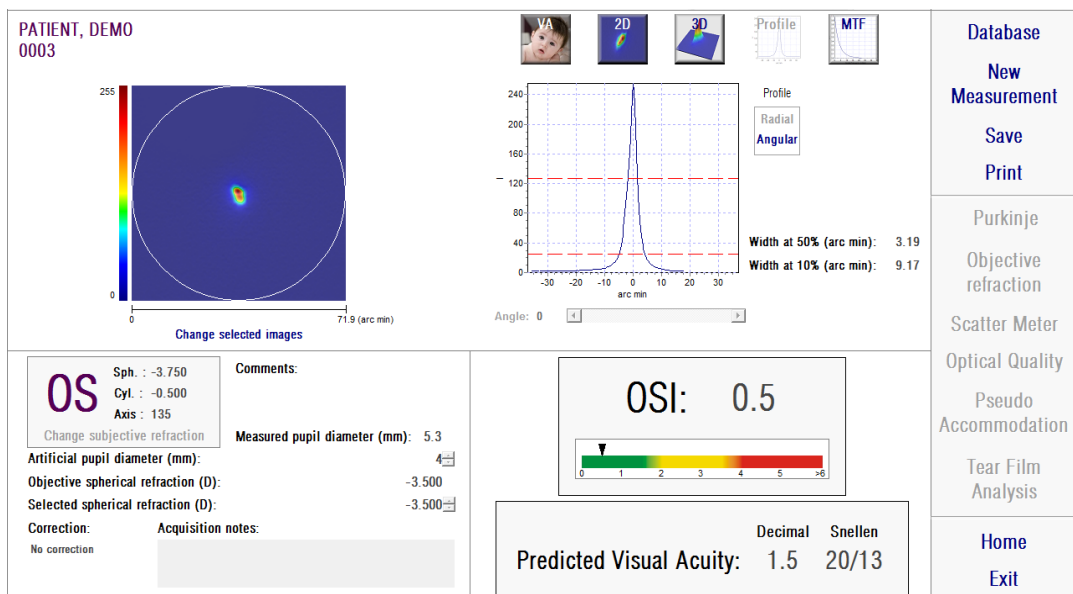 PATIENT, DEMO
0003
VA
2D
3D
Profile
MTF
255
0
0
71.9 (arc min)
Change selected images
240
200
160
120
80
40
0
-30 -20 -10 0 10 20 30
arc min
Profile
Radial
Angular
Width at 50% (arc min): 3.19
Width at 10% (arc min): 9.17
Angle: 0
OS
Sph. : -3.750
Cyl. : -0.500
Axis : 135
Change subjective refraction
Comments:
Measured pupil diameter (mm): 5.3
Artificial pupil diameter (mm): 4
Objective spherical refraction (D): -3.500
Selected spherical refraction (D): -3.500
Correction:
No correction
Acquisition notes:
OSI: 0.5
0 1 2 3 4 5 >6
Decimal Snellen
Predicted Visual Acuity: 1.5 20/13
Database
New
Measurement
Save
Print
Purkinje
Objective
refraction
Scatter Meter
Optical Quality
Pseudo
Accommodation
Tear Film
Analysis
Home
Exit